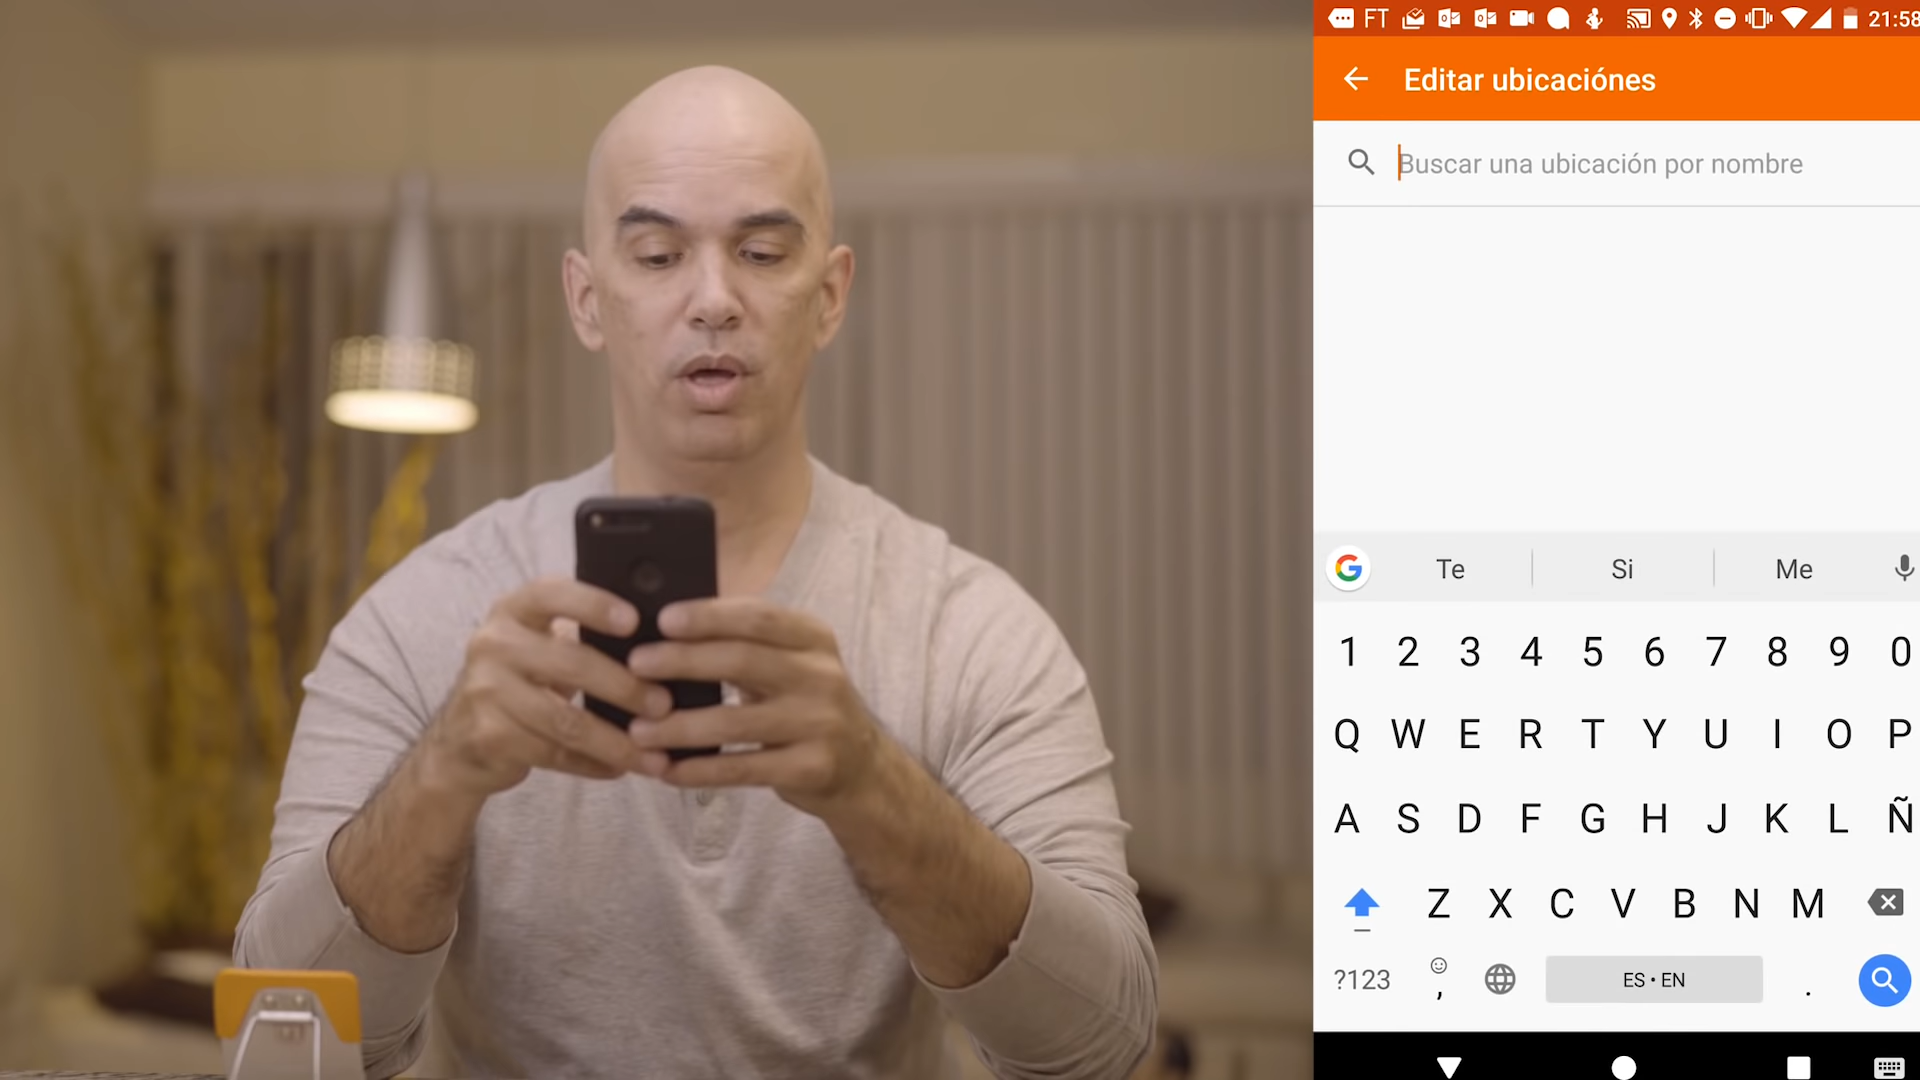 FT 21:58
Editar ubicaciónes
Buscar una ubicación por nombre
G Te Si Me
1 2 3 4 5 6 7 8 9 0
Q W E R T Y U I O P
A S D F G H J K L Ñ
Z X C V B N M
?123 , ES • EN .